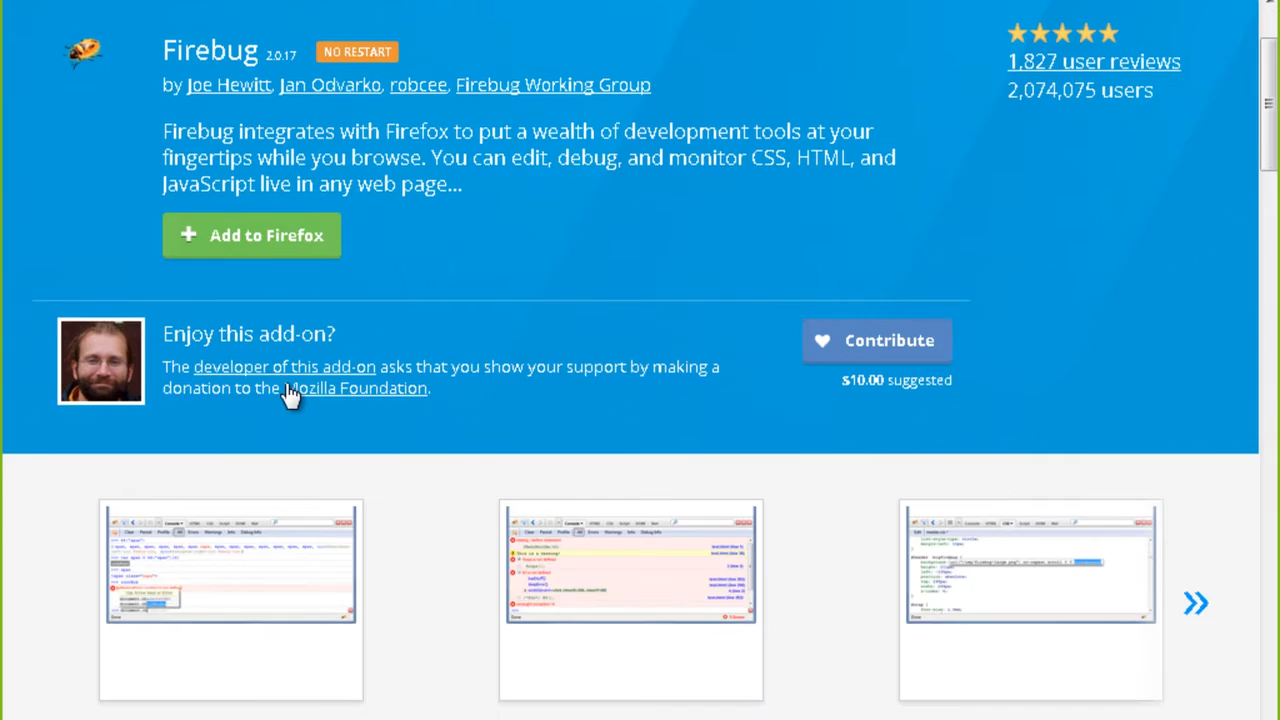 Firebug 2.0.17 NO RESTART
by Joe Hewitt, Jan Odvarko, robcee, Firebug Working Group
1,827 user reviews
2,074,075 users
Firebug integrates with Firefox to put a wealth of development tools at your
fingertips while you browse. You can edit, debug, and monitor CSS, HTML, and
JavaScript live in any web page...
Add to Firefox
Enjoy this add-on?
The developer of this add-on asks that you show your support by making a
donation to the Mozilla Foundation.
Contribute
$10.00 suggested